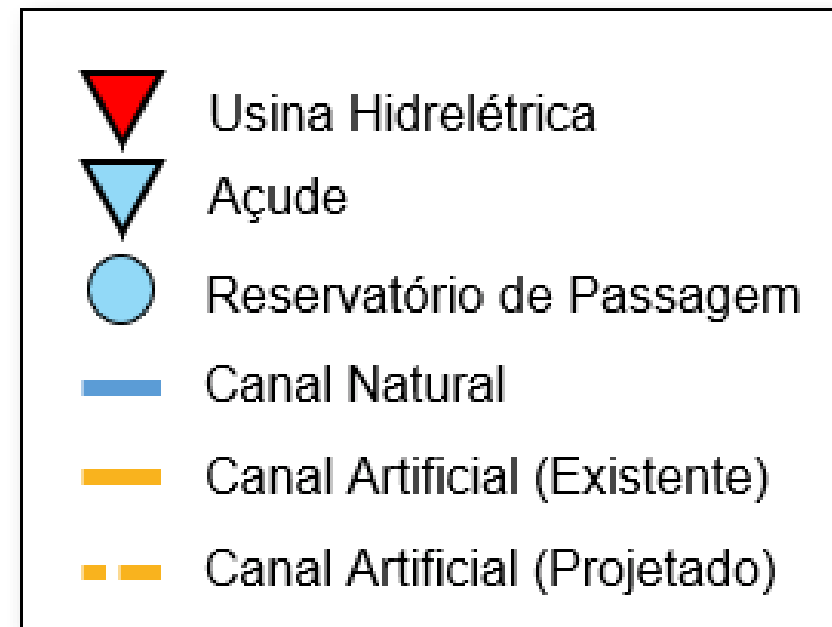 Usina Hidrelétrica
Açude
Reservatório de Passagem
Canal Natural
Canal Artificial (Existente)
Canal Artificial (Projetado)